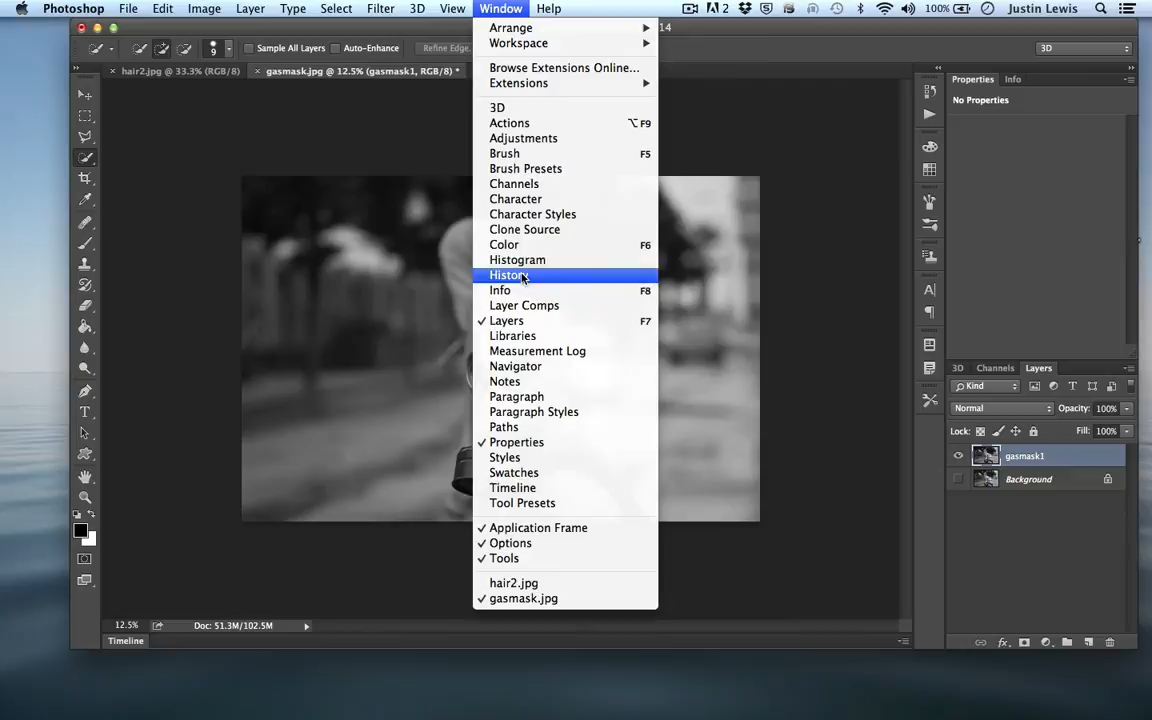 Photoshop File Edit Image Layer Type Select Filter 3D View Window Help 2 100% Justin Lewis
14
9 Sample All Layers Auto-Enhance Refine Edge. 3D
hair2.jpg @ 33.3% (RGB/8) gasmask.jpg @ 12.5% (gasmask1, RGB/8) *
Arrange
Workspace
Browse Extensions Online...
Extensions
3D
Actions ⌥F9
Adjustments
Brush F5
Brush Presets
Channels
Character
Character Styles
Clone Source
Color F6
Histogram
History
Info F8
Layer Comps
Layers F7
Libraries
Measurement Log
Navigator
Notes
Paragraph
Paragraph Styles
Paths
Properties
Styles
Swatches
Timeline
Tool Presets
Application Frame
Options
Tools
hair2.jpg
gasmask.jpg
Properties Info
No Properties
3D Channels Layers
Kind
Normal Opacity: 100%
Lock: Fill: 100%
gasmask1
Background
12.5% Doc: 51.3M/102.5M
Timeline